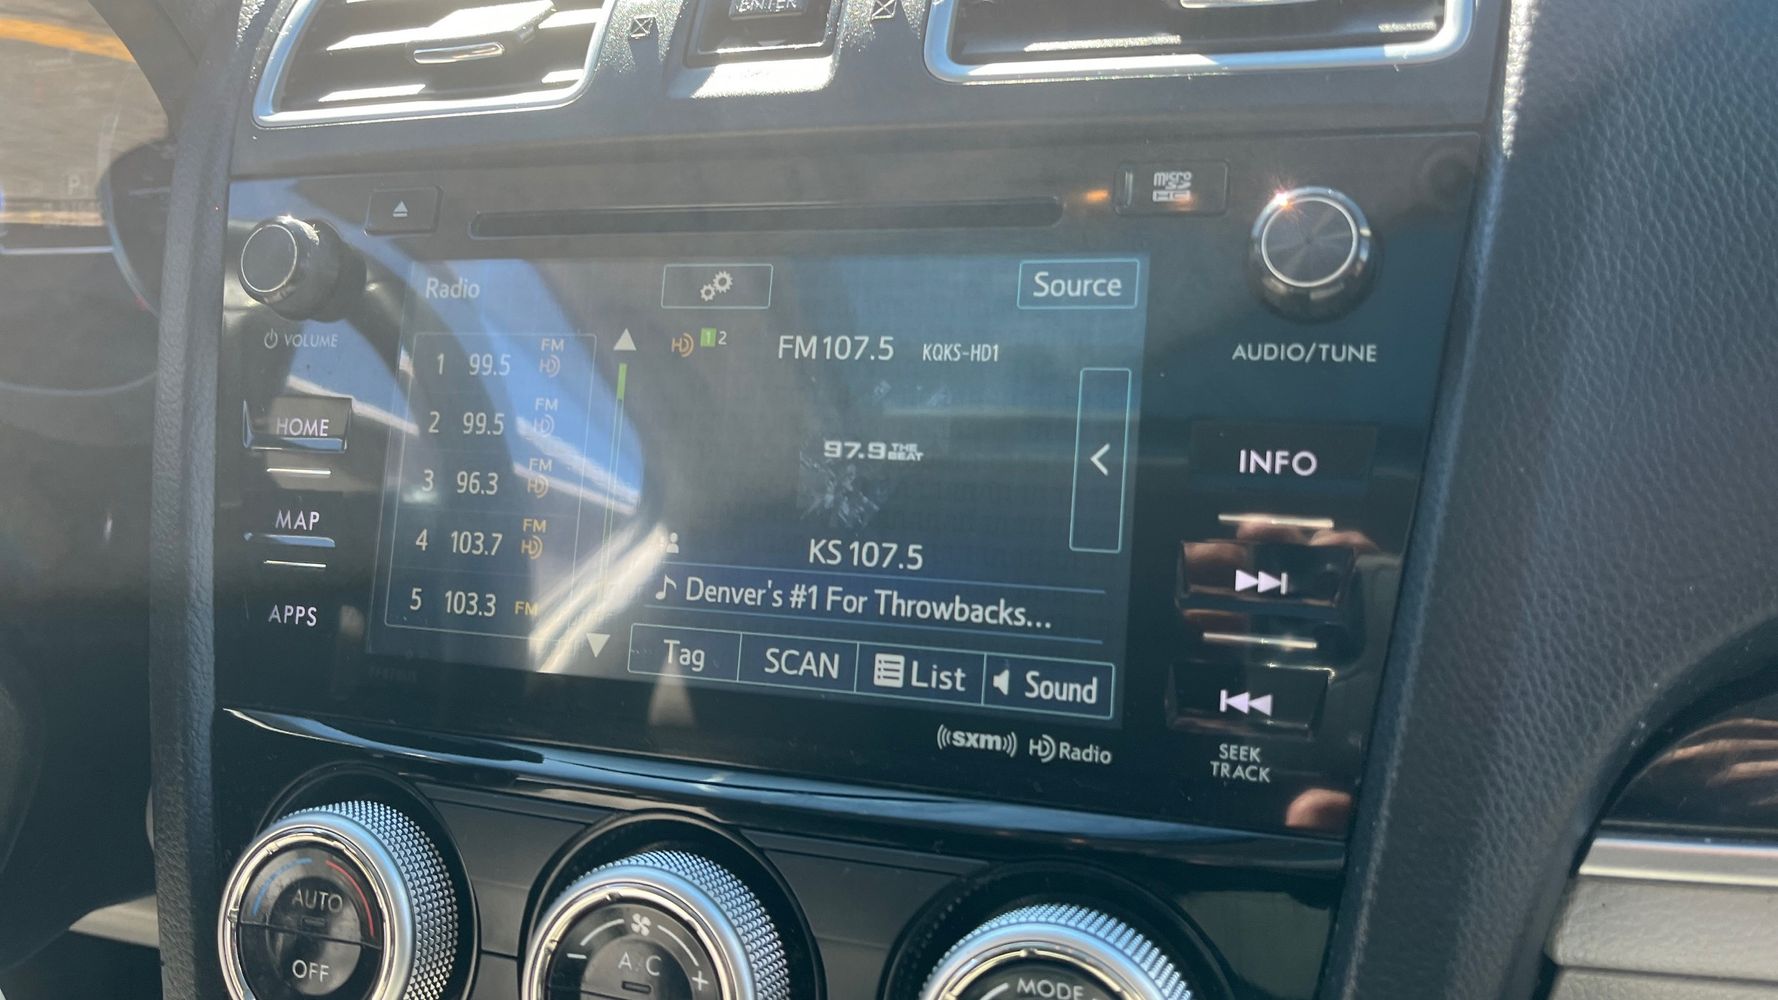 ENTER
micro
SD
HC
Radio
Source
VOLUME
1 2
FM107.5 KQKS-HD1
AUDIO/TUNE
1 99.5 FM HD
2 99.5 FM HD
3 96.3 FM HD
4 103.7 FM HD
5 103.3 FM
HD
97.9 THE BEAT
HOME
MAP
APPS
INFO
KS 107.5
Denver's #1 For Throwbacks...
Tag SCAN List Sound
sxm HD Radio
SEEK
TRACK
AUTO
OFF
A/C
MODE
P